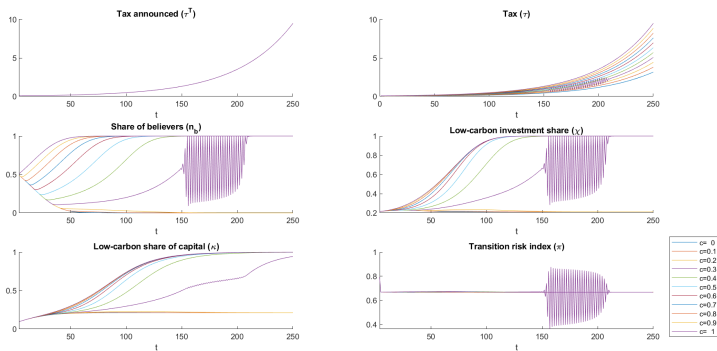 Tax announced (τᵀ)
10
5
0
50
100
150
200
250
t
Tax (τ)
10
5
0
0
50
100
150
200
250
t
Share of believers (n_b)
1
0.5
0
50
100
150
200
250
t
Low-carbon investment share (χ)
1
0.8
0.6
0.4
0.2
0
50
100
150
200
250
t
Low-carbon share of capital (κ)
1
0.5
0
50
100
150
200
250
t
Transition risk index (π)
1
0.8
0.6
0.4
0
50
100
150
200
250
t
c= 0
c=0.1
c=0.2
c=0.3
c=0.4
c=0.5
c=0.6
c=0.7
c=0.8
c=0.9
c= 1